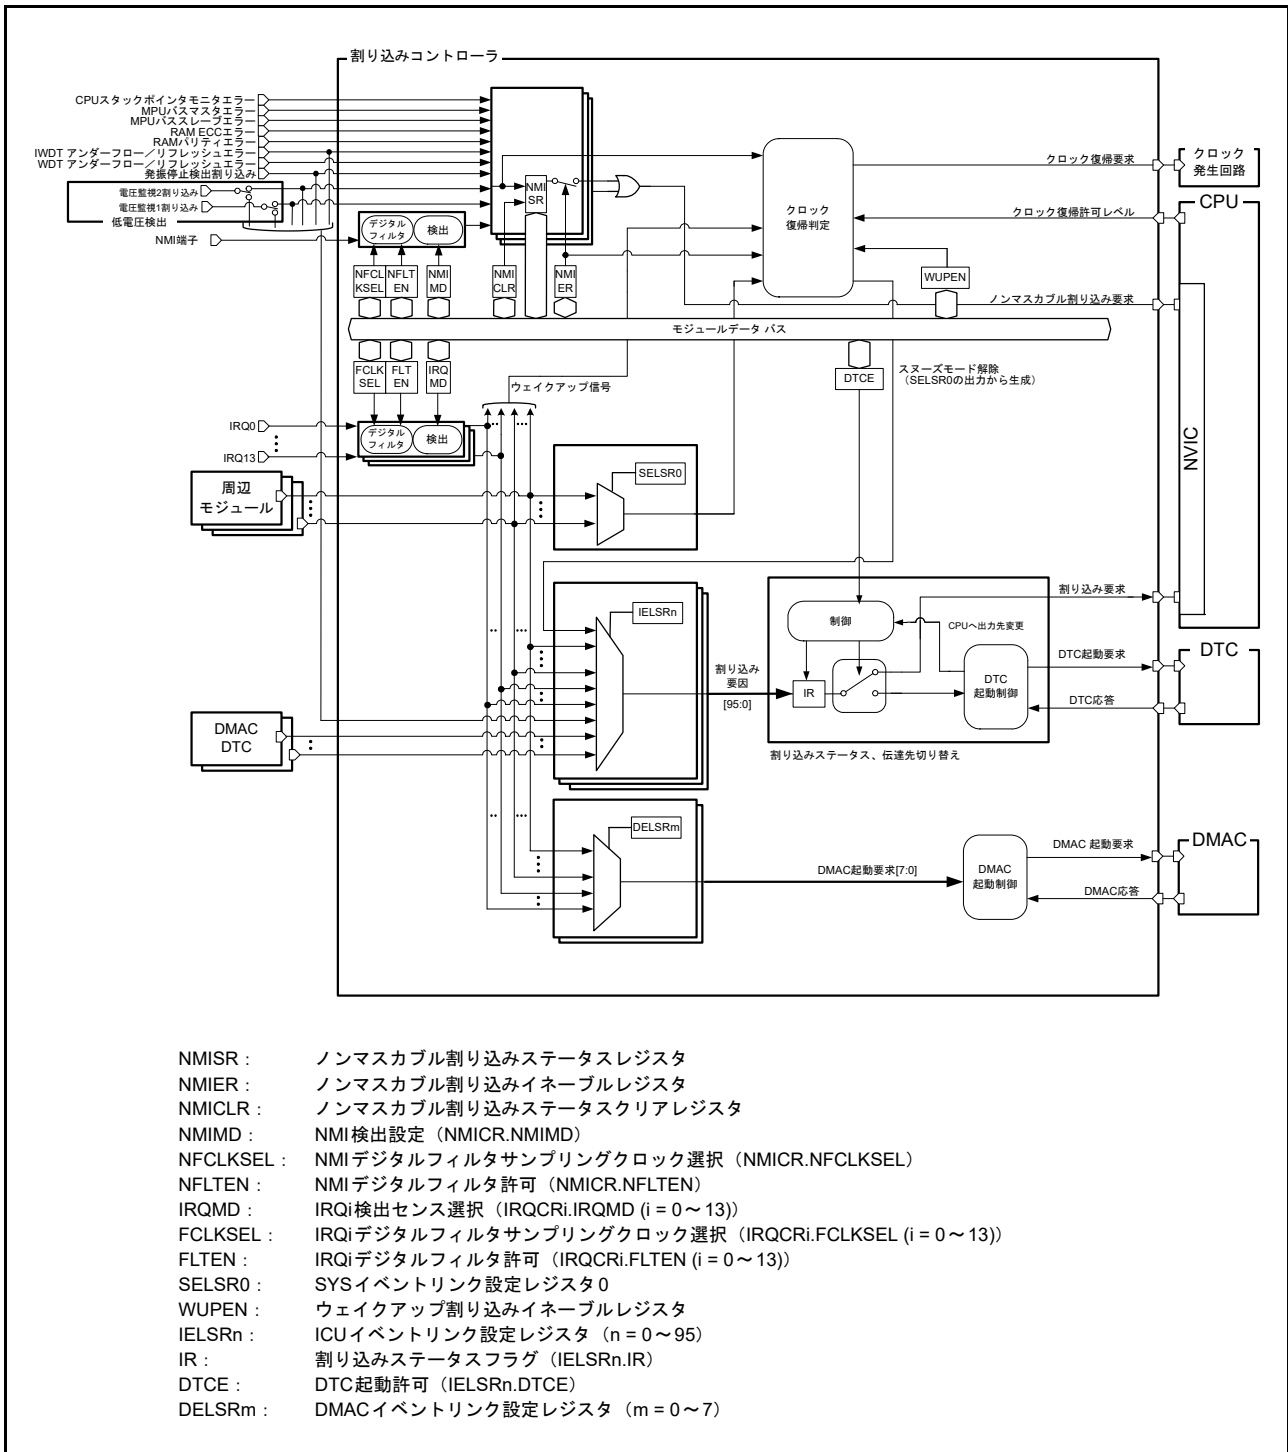 割り込みコントローラ
CPUスタックポインタモニタエラー
MPUバスマスタエラー
MPUバススレーブエラー
RAM ECCエラー
RAMパリティエラー
IWDT アンダーフロー／リフレッシュエラー
WDT アンダーフロー／リフレッシュエラー
発振停止検出割り込み
電圧監視2割り込み
電圧監視1割り込み
低電圧検出
NMI端子
デジタル
フィルタ
検出
NMI
SR
NFCL
KSEL
NFLT
EN
NMI
MD
NMI
CLR
NMI
ER
クロック
復帰判定
WUPEN
クロック復帰要求
クロック復帰許可レベル
ノンマスカブル割り込み要求
クロック
発生回路
CPU
NVIC
モジュールデータ バス
FCLK
SEL
FLT
EN
IRQ
MD
ウェイクアップ信号
DTCE
スヌーズモード解除
（SELSR0の出力から生成）
IRQ0
IRQ13
デジタル
フィルタ
検出
周辺
モジュール
SELSR0
IELSRn
割り込み
要因
[95:0]
制御
CPUへ出力先変更
IR
DTC
起動制御
割り込み要求
DTC起動要求
DTC応答
DTC
割り込みステータス、伝達先切り替え
DMAC
DTC
DELSRm
DMAC起動要求[7:0]
DMAC
起動制御
DMAC 起動要求
DMAC応答
DMAC
NMISR： ノンマスカブル割り込みステータスレジスタ
NMIER： ノンマスカブル割り込みイネーブルレジスタ
NMICLR： ノンマスカブル割り込みステータスクリアレジスタ
NMIMD： NMI検出設定（NMICR.NMIMD）
NFCLKSEL： NMIデジタルフィルタサンプリングクロック選択（NMICR.NFCLKSEL）
NFLTEN： NMIデジタルフィルタ許可（NMICR.NFLTEN）
IRQMD： IRQi検出センス選択（IRQCRi.IRQMD (i = 0～13)）
FCLKSEL： IRQiデジタルフィルタサンプリングクロック選択（IRQCRi.FCLKSEL (i = 0～13)）
FLTEN： IRQiデジタルフィルタ許可（IRQCRi.FLTEN (i = 0～13)）
SELSR0： SYSイベントリンク設定レジスタ0
WUPEN： ウェイクアップ割り込みイネーブルレジスタ
IELSRn： ICUイベントリンク設定レジスタ（n = 0～95）
IR： 割り込みステータスフラグ（IELSRn.IR）
DTCE： DTC起動許可（IELSRn.DTCE）
DELSRm： DMACイベントリンク設定レジスタ（m = 0～7）